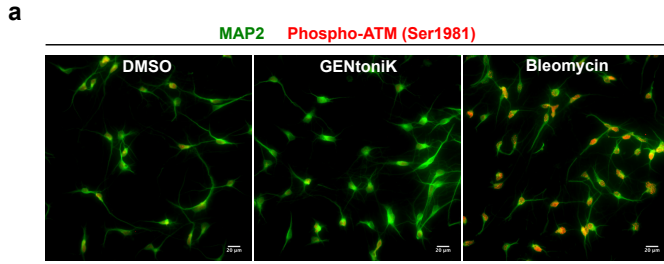 a
MAP2 Phospho-ATM (Ser1981)
DMSO GENtoniK Bleomycin
20 µm 20 µm 20 µm